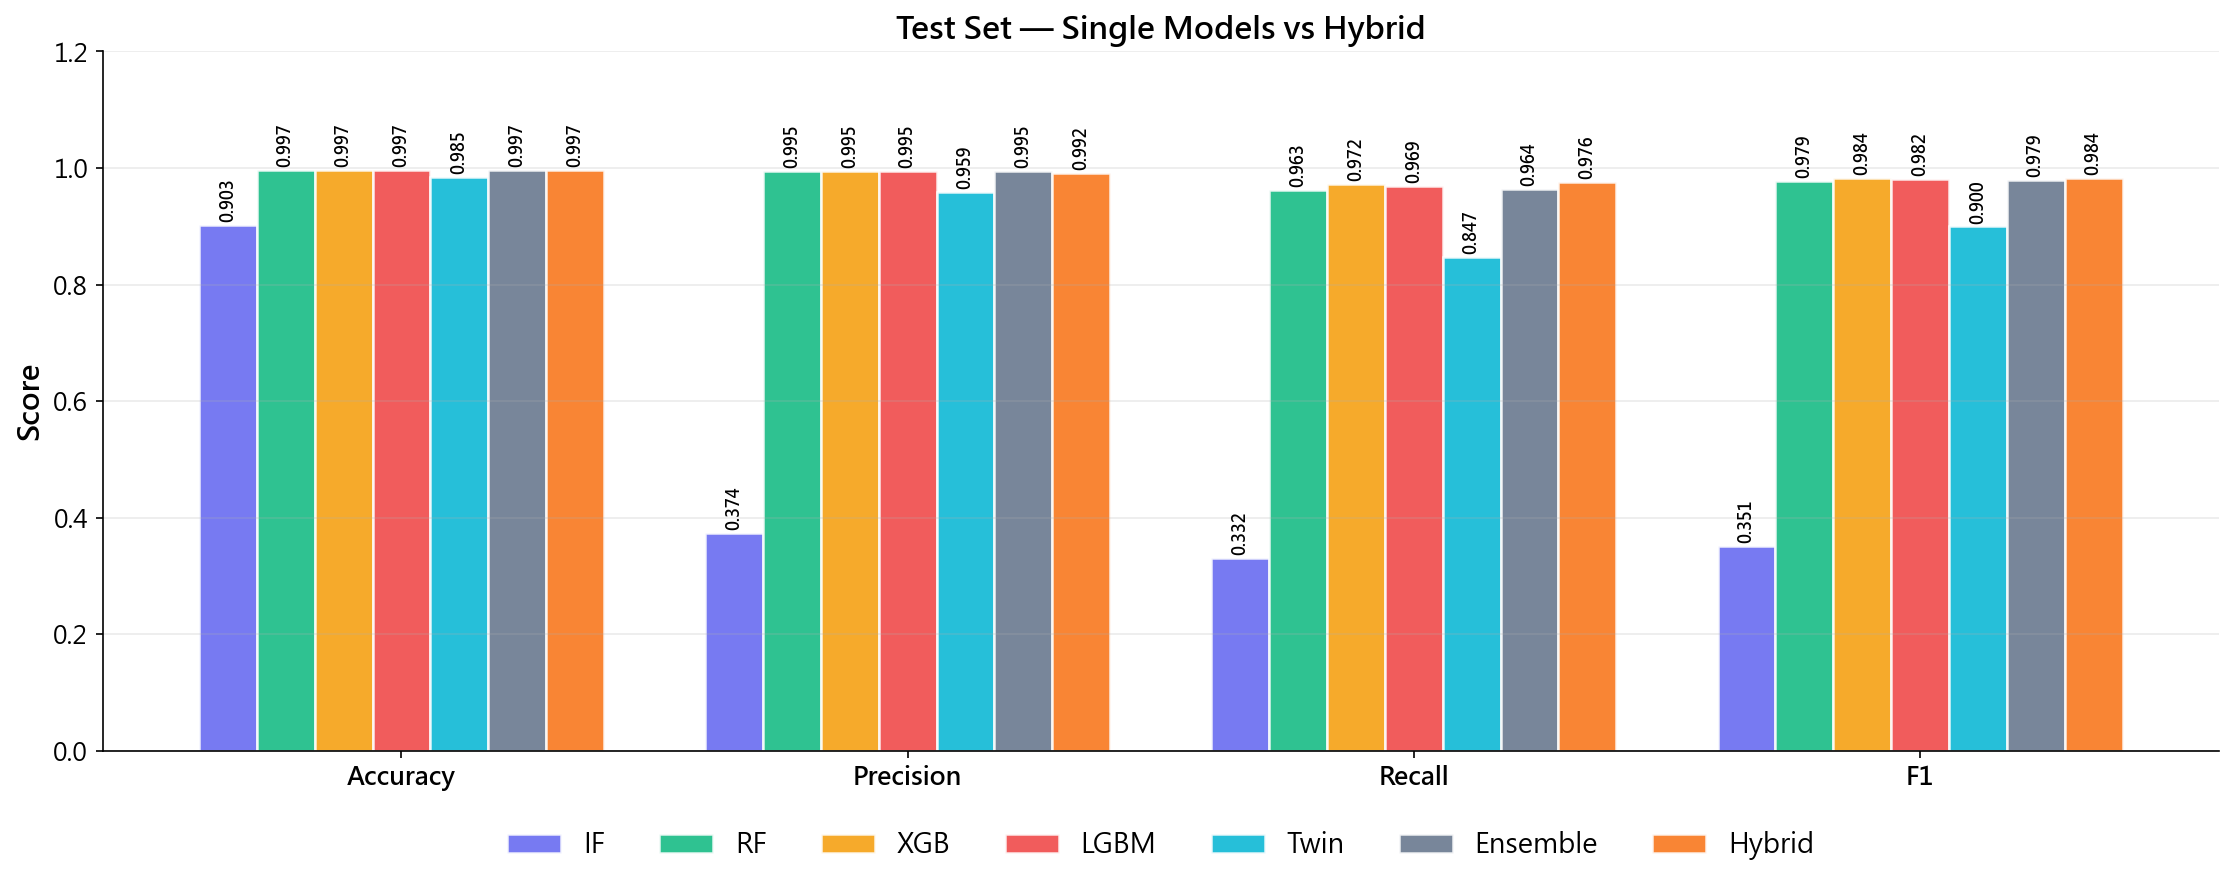 Test Set — Single Models vs Hybrid
Score
1.2
1.0
0.8
0.6
0.4
0.2
0.0
0.903 0.997 0.997 0.997 0.985 0.997 0.997
0.374 0.995 0.995 0.995 0.959 0.995 0.992
0.332 0.963 0.972 0.969 0.847 0.964 0.976
0.351 0.979 0.984 0.982 0.900 0.979 0.984
Accuracy Precision Recall F1
IF RF XGB LGBM Twin Ensemble Hybrid